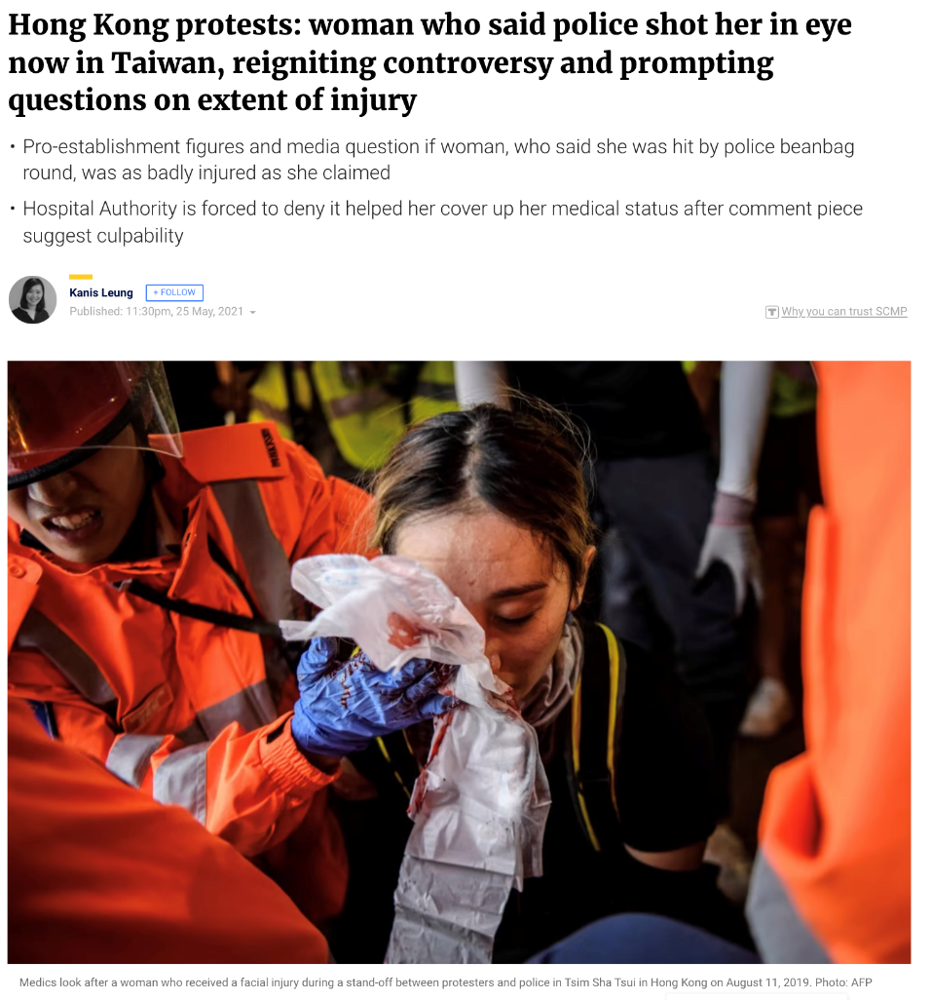 Hong Kong protests: woman who said police shot her in eye
now in Taiwan, reigniting controversy and prompting
questions on extent of injury
• Pro-establishment figures and media question if woman, who said she was hit by police beanbag
round, was as badly injured as she claimed
• Hospital Authority is forced to deny it helped her cover up her medical status after comment piece
suggest culpability
Kanis Leung + FOLLOW
Published: 11:30pm, 25 May, 2021
Why you can trust SCMP
Medics look after a woman who received a facial injury during a stand-off between protesters and police in Tsim Sha Tsui in Hong Kong on August 11, 2019. Photo: AFP